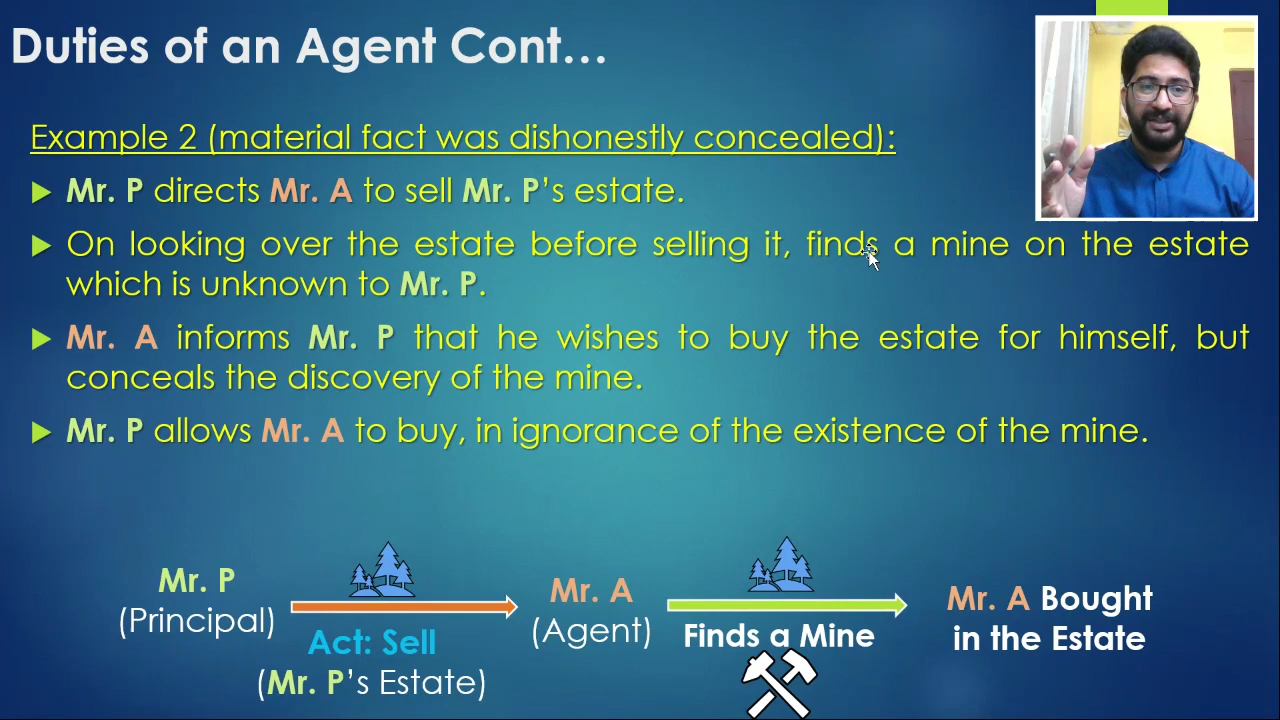 Duties of an Agent Cont…
Example 2 (material fact was dishonestly concealed):
Mr. P directs Mr. A to sell Mr. P’s estate.
On looking over the estate before selling it, finds a mine on the estate
which is unknown to Mr. P.
Mr. A informs Mr. P that he wishes to buy the estate for himself, but
conceals the discovery of the mine.
Mr. P allows Mr. A to buy, in ignorance of the existence of the mine.
Mr. P
(Principal)
Act: Sell
(Mr. P’s Estate)
Mr. A
(Agent)
Finds a Mine
Mr. A Bought
in the Estate